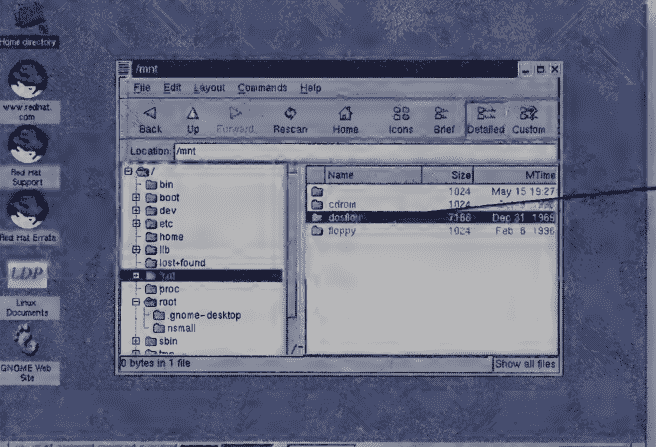 Home directory
www.redhat.
com
Red Hat
Support
Red Hat Errata
LDP
Linux
Documents
GNOME Web
Site
/mnt
File Edit Layout Commands Help
Back Up Forward Rescan Home Icons Brief Detailed Custom
Location: /mnt
/
bin
boot
dev
etc
home
lib
lost+found
proc
root
.gnome-desktop
nsmail
sbin
tmp
Name Size MTime
1024 May 15 19:27
cdrom 1024
7168 Dec 31 1969
floppy 1024 Feb 6 1996
0 bytes in 1 file
/-
Show all files